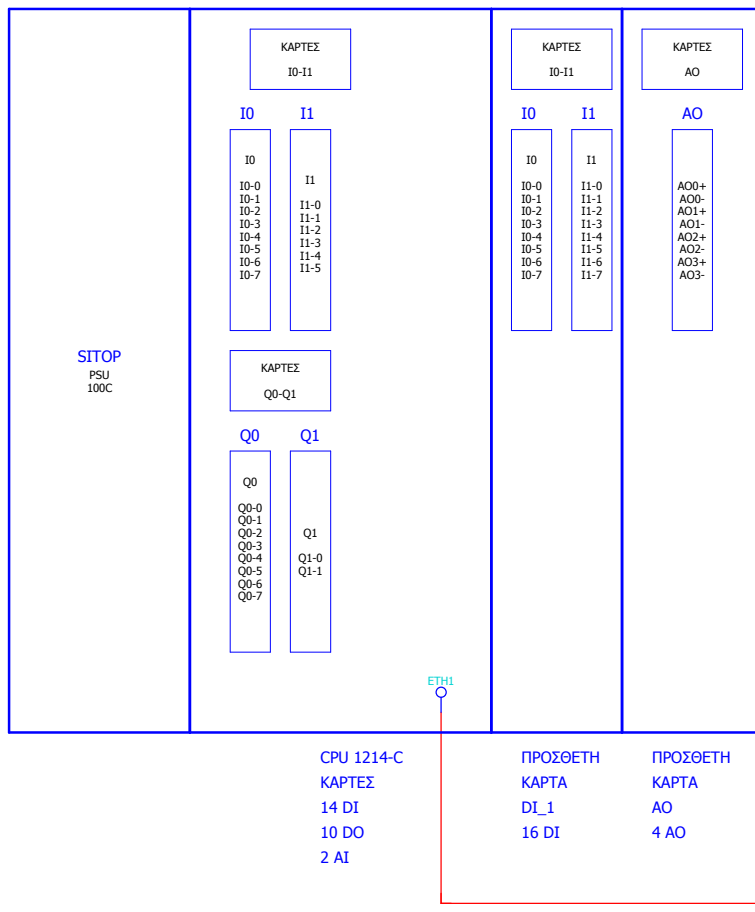 SITOP
PSU
100C
ΚΑΡΤΕΣ
I0-I1
I0
I1
I0
I0-0
I0-1
I0-2
I0-3
I0-4
I0-5
I0-6
I0-7
I1
I1-0
I1-1
I1-2
I1-3
I1-4
I1-5
ΚΑΡΤΕΣ
Q0-Q1
Q0
Q1
Q0
Q0-0
Q0-1
Q0-2
Q0-3
Q0-4
Q0-5
Q0-6
Q0-7
Q1
Q1-0
Q1-1
ETH1
CPU 1214-C
ΚΑΡΤΕΣ
14 DI
10 DO
2 AI
ΚΑΡΤΕΣ
I0-I1
I0
I1
I0
I0-0
I0-1
I0-2
I0-3
I0-4
I0-5
I0-6
I0-7
I1
I1-0
I1-1
I1-2
I1-3
I1-4
I1-5
I1-6
I1-7
ΠΡΟΣΘΕΤΗ
ΚΑΡΤΑ
DI_1
16 DI
ΚΑΡΤΕΣ
AO
AO
AO0+
AO0-
AO1+
AO1-
AO2+
AO2-
AO3+
AO3-
ΠΡΟΣΘΕΤΗ
ΚΑΡΤΑ
AO
4 AO